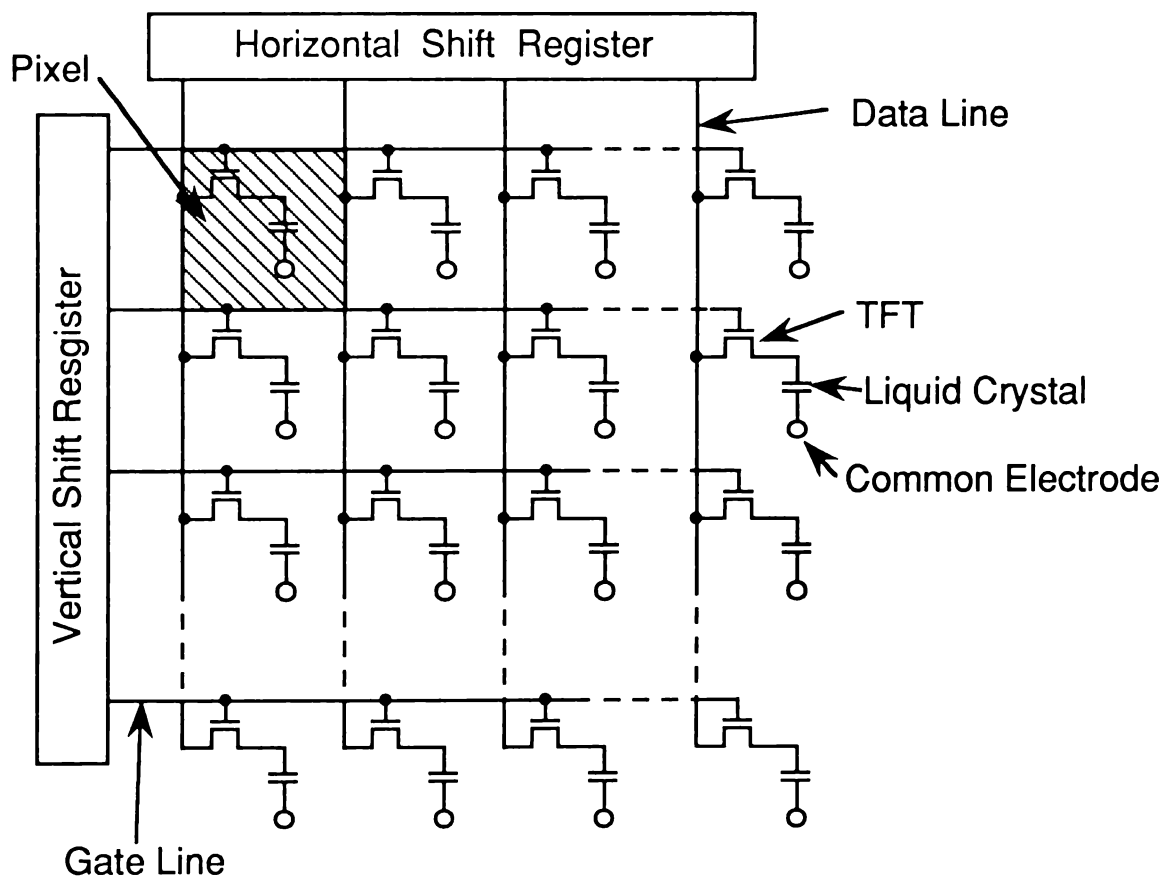 Horizontal Shift Register
Pixel
Data Line
Vertical Shift Resgister
TFT
Liquid Crystal
Common Electrode
Gate Line